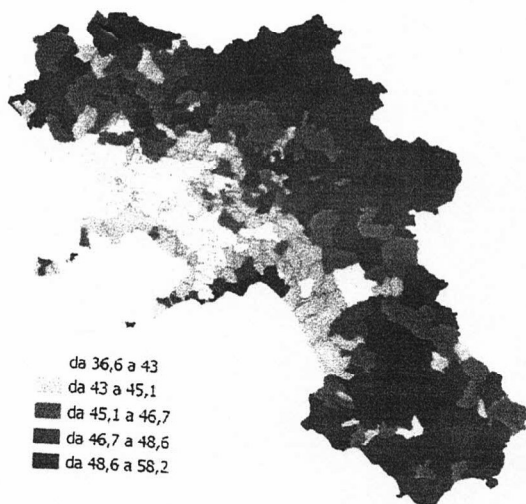 da 36,6 a 43
da 43 a 45,1
da 45,1 a 46,7
da 46,7 a 48,6
da 48,6 a 58,2